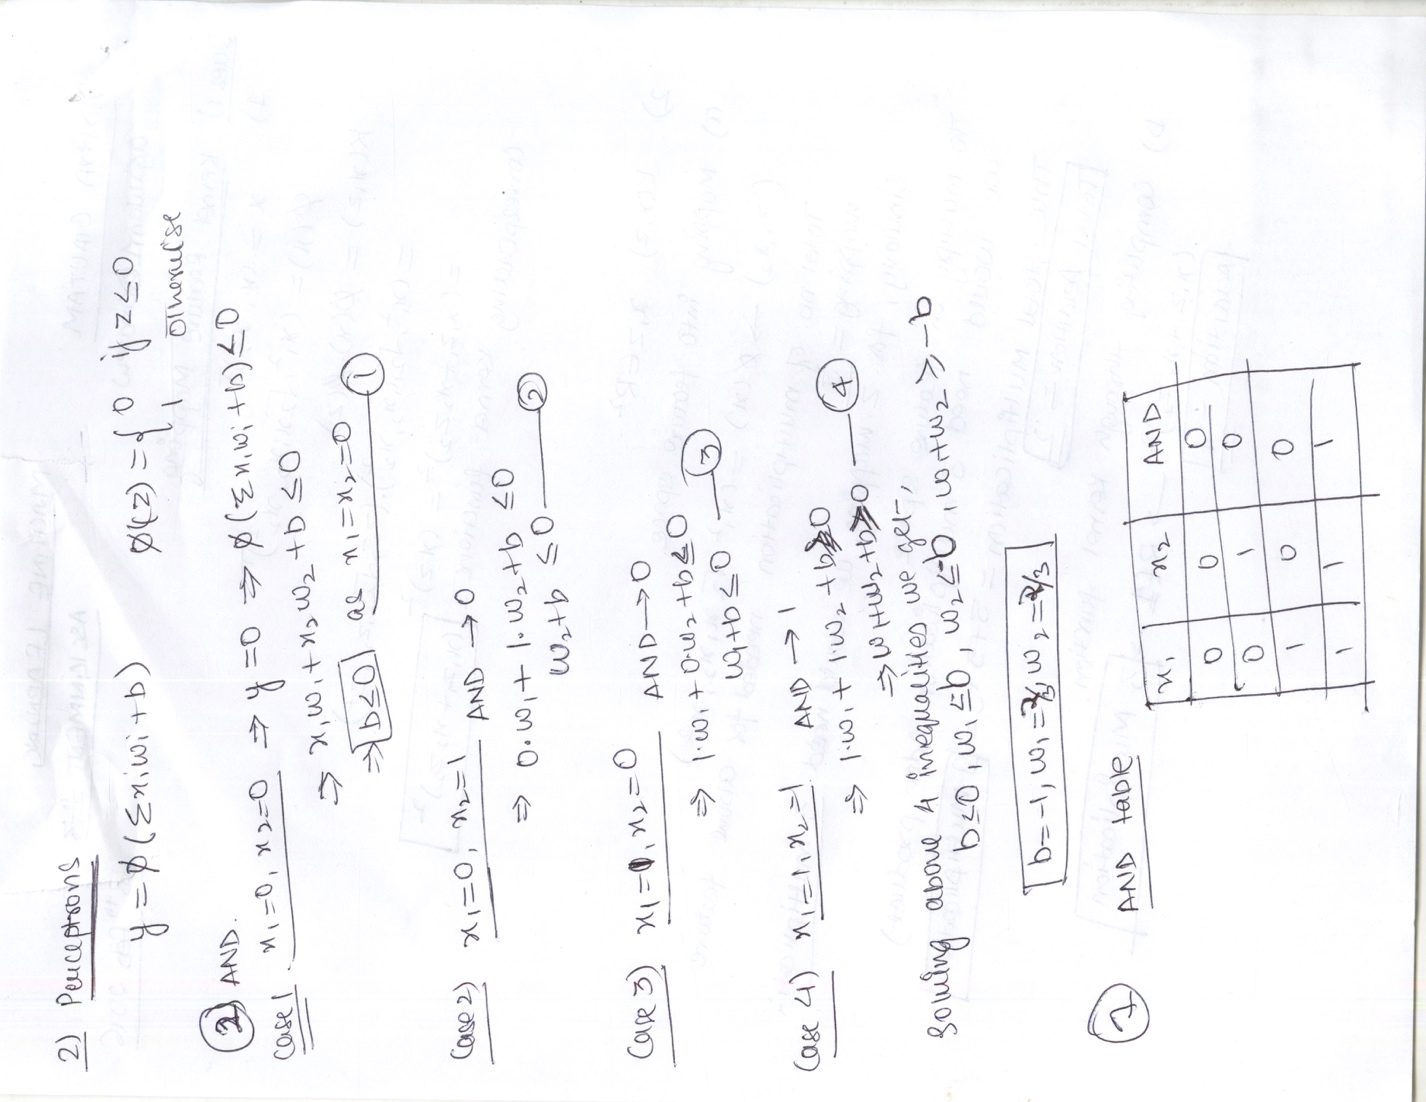 2) Perceptrons
y = φ(Σxiwi+b)   φ(z) = { 0 if z≤0
1 otherwise
2) AND
Case 1 x1=0, x2=0 ⇒ y=0 ⇒ φ(Σxiwi+b)≤0
⇒ x1w1+x2w2+b≤0
⇒ b≤0 as x1=x2=0 — 1
Case 2) x1=0, x2=1 AND→0
⇒ 0·w1+1·w2+b ≤0
w2+b ≤0 — 2
Case 3) x1=1, x2=0 AND→0
⇒ 1·w1+0·w2+b≤0
w1+b≤0 — 3
Case 4) x1=1, x2=1 AND→1
⇒ 1·w1+1·w2+b>0
⇒ w1+w2+b>0 — 4
Solving above 4 inequalities we get,
b≤0, w1≤-b, w2≤-b, w1+w2>-b
b=-1, w1=2/3, w2=2/3
1 AND table
x1 x2 AND
0 0 0
0 1 0
1 0 0
1 1 1